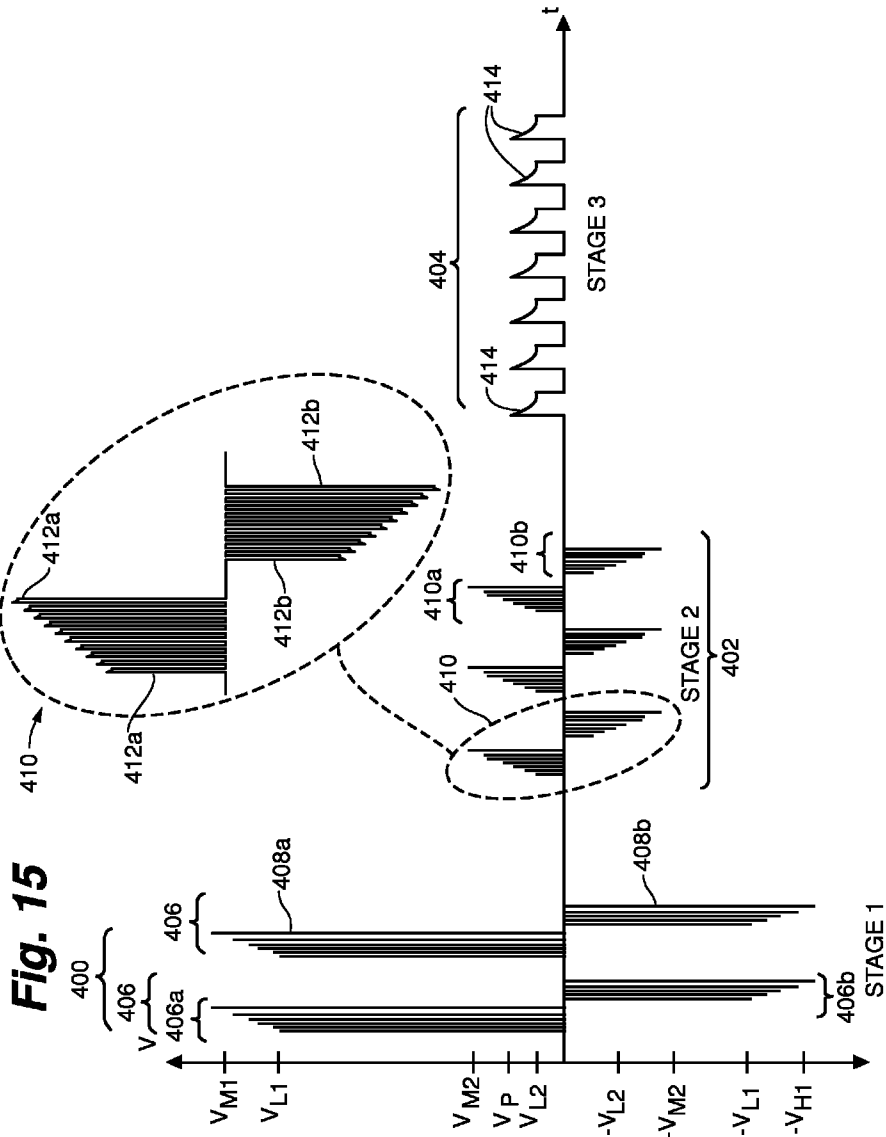 Fig. 15
410
412a
412a
412b
412b
400
406
406
406a
408a
V
V_M1
V_L1
V_M2
V_P
V_L2
-V_L2
-V_M2
-V_L1
-V_H1
406b
408b
STAGE 1
410
410a
410b
STAGE 2
402
404
414
414
STAGE 3
t